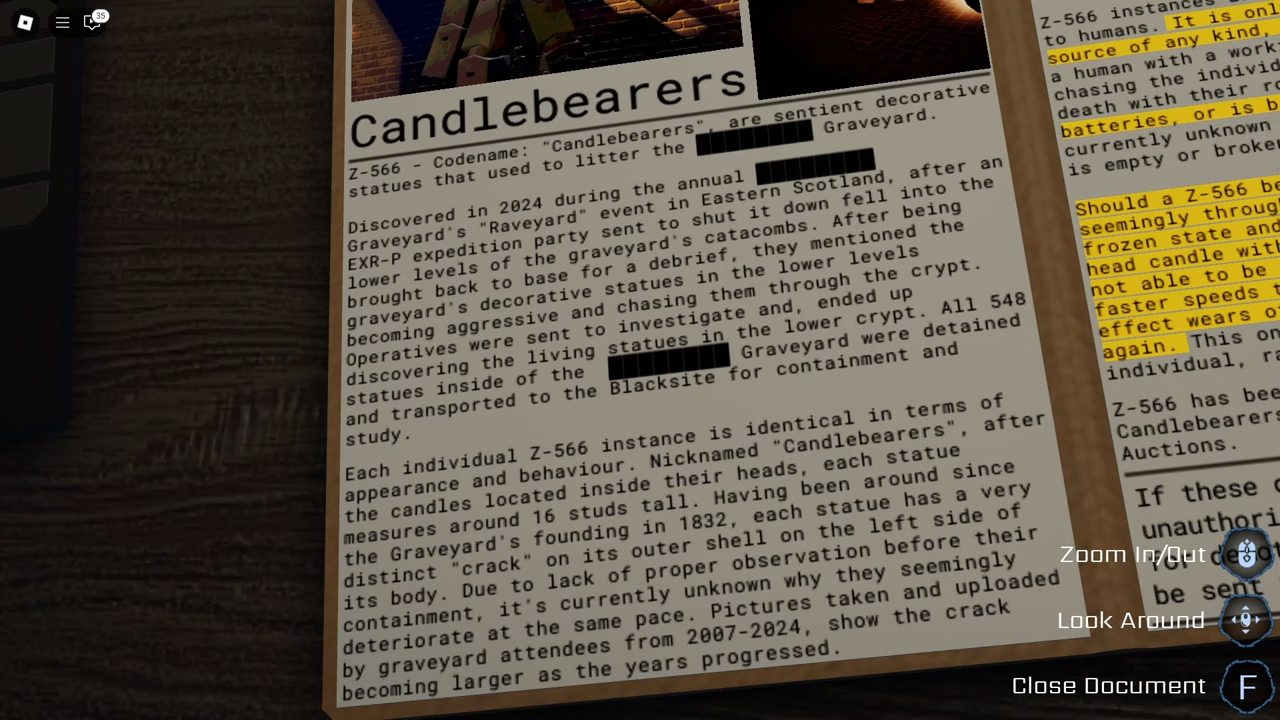 35
Candlebearers
Z-566 - Codename: "Candlebearers", are sentient decorative
statues that used to litter the Graveyard.
Discovered in 2024 during the annual
Graveyard's "Raveyard" event in Eastern Scotland, after an
EXR-P expedition party sent to shut it down fell into the
lower levels of the graveyard's catacombs. After being
brought back to base for a debrief, they mentioned the
graveyard's decorative statues in the lower levels
becoming aggressive and chasing them through the crypt.
Operatives were sent to investigate and, ended up
discovering the living statues in the lower crypt. All 548
statues inside of the Graveyard were detained
and transported to the Blacksite for containment and
study.
Each individual Z-566 instance is identical in terms of
appearance and behaviour. Nicknamed "Candlebearers", after
the candles located inside their heads, each statue
measures around 16 studs tall. Having been around since
the Graveyard's founding in 1832, each statue has a very
distinct "crack" on its outer shell on the left side of
its body. Due to lack of proper observation before their
containment, it's currently unknown why they seemingly
deteriorate at the same pace. Pictures taken and uploaded
by graveyard attendees from 2007-2024, show the crack
becoming larger as the years progressed.
Z-566 instances
to humans. It is onl
source of any kind,
a human with a work
chasing the individ
death with their ro
batteries, or is b
currently unknown
is empty or broke
Should a Z-566 be
seemingly throug
frozen state and
head candle with
not able to be
faster speeds t
effect wears of
again. This on
individual, ra
Z-566 has bee
Candlebearers
Auctions.
If these
unauthori
be sent
Zoom In/Out
Look Around
Close Document
F